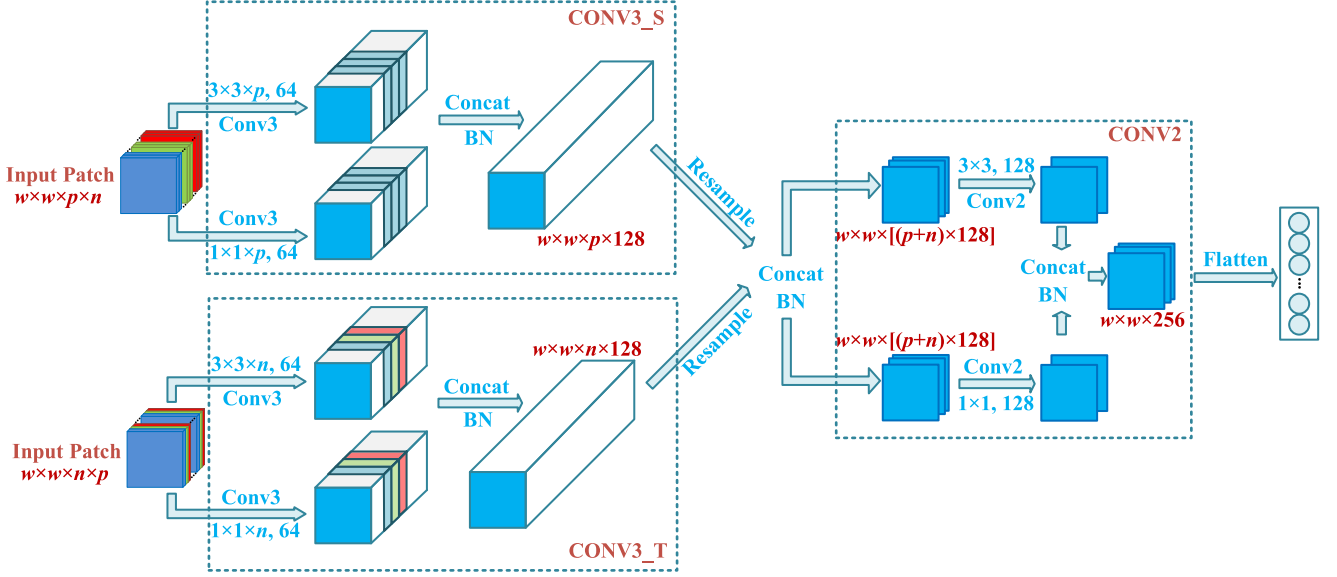 CONV3_S
3×3×p, 64
Conv3
Concat
BN
Input Patch
w×w×p×n
Conv3
1×1×p, 64
w×w×p×128
Resample
CONV3_T
3×3×n, 64
Conv3
w×w×n×128
Concat
BN
Input Patch
w×w×n×p
Conv3
1×1×n, 64
Resample
Concat
BN
CONV2
3×3, 128
Conv2
w×w×[(p+n)×128]
Concat
BN
w×w×256
w×w×[(p+n)×128]
Conv2
1×1, 128
Flatten